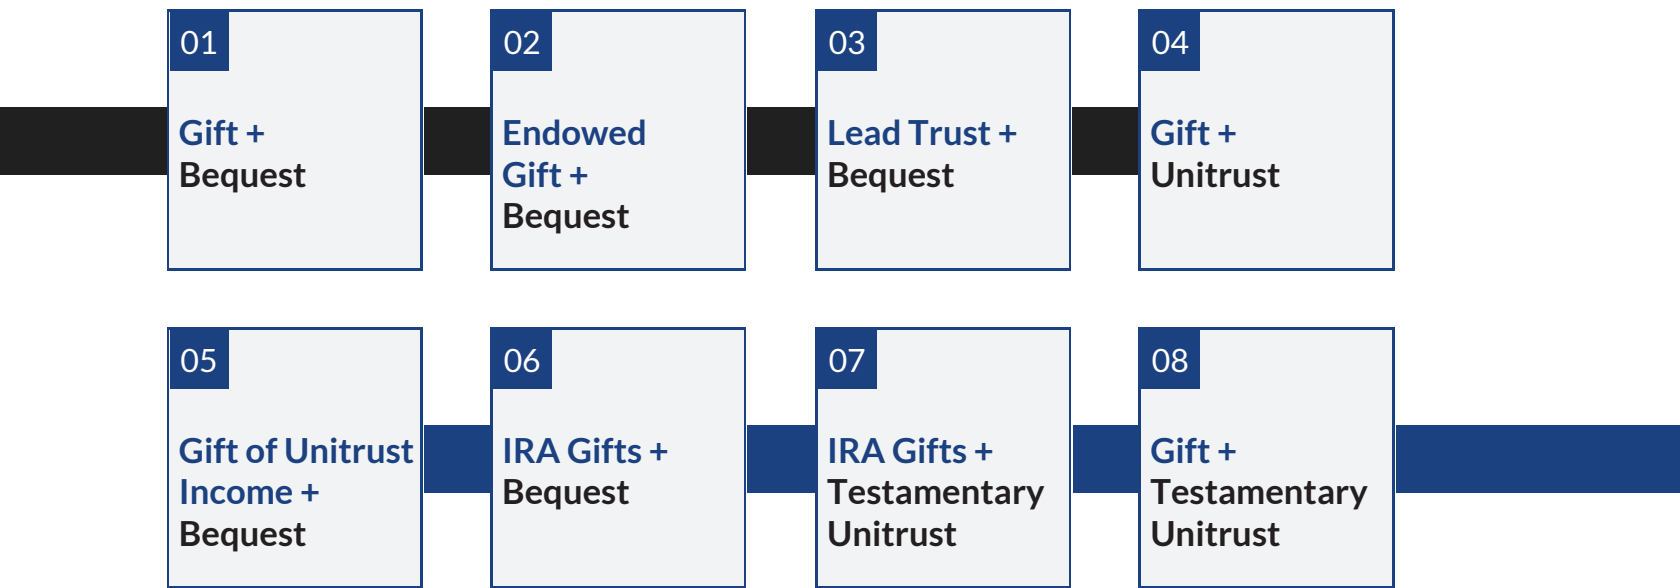 01
Gift +
Bequest
02
Endowed
Gift +
Bequest
03
Lead Trust +
Bequest
04
Gift +
Unitrust
05
Gift of Unitrust
Income +
Bequest
06
IRA Gifts +
Bequest
07
IRA Gifts +
Testamentary
Unitrust
08
Gift +
Testamentary
Unitrust